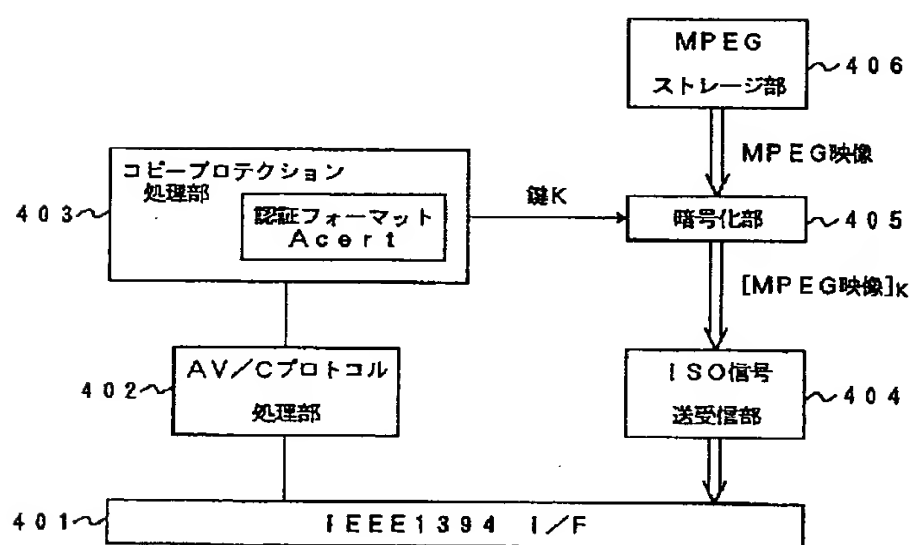 MPEG
ストレージ部
406
MPEG映像
コピープロテクション
処理部
認証フォーマット
Acert
403
鍵K
暗号化部
405
[MPEG映像]K
AV/Cプロトコル
処理部
402
ISO信号
送受信部
404
401
IEEE1394 I/F